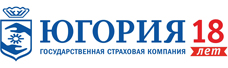 ЮГОРИЯ 18
ГОСУДАРСТВЕННАЯ СТРАХОВАЯ КОМПАНИЯ лет